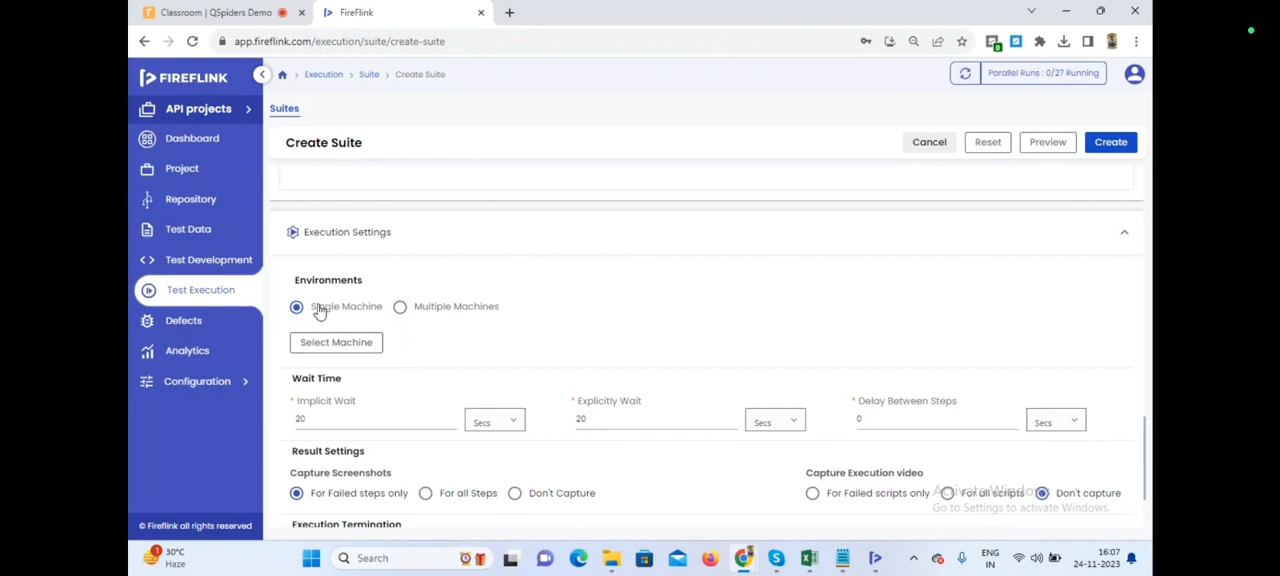 Classroom | QSpiders Demo
FireFlink
app.fireflink.com/execution/suite/create-suite
FIREFLINK
Execution > Suite > Create Suite
Parallel Runs : 0/27 Running
API projects
Suites
Dashboard
Create Suite
Cancel
Reset
Preview
Create
Project
Repository
Test Data
Execution Settings
Test Development
Environments
Test Execution
Single Machine
Multiple Machines
Defects
Select Machine
Analytics
Wait Time
Configuration
* Implicit Wait
* Explicitly Wait
* Delay Between Steps
20
Secs
20
Secs
0
Secs
Result Settings
Capture Screenshots
Capture Execution video
For Failed steps only
For all Steps
Don't Capture
For Failed scripts only
For all scripts
Don't capture
Activate Windows
Go to Settings to activate Windows.
Execution Termination
© Fireflink all rights reserved
1
30°C
Haze
Search
ENG
IN
16:07
24-11-2023